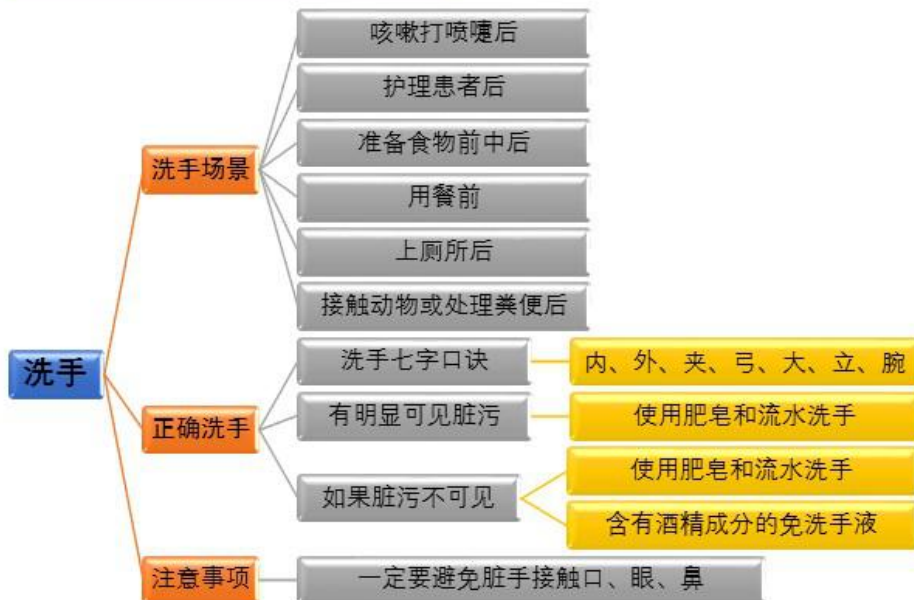 咳嗽打喷嚏后
护理患者后
准备食物前中后
洗手场景
用餐前
上厕所后
接触动物或处理粪便后
洗手
洗手七字口诀
内、外、夹、弓、大、立、腕
正确洗手
有明显可见脏污
使用肥皂和流水洗手
如果脏污不可见
使用肥皂和流水洗手
含有酒精成分的免洗手液
注意事项
一定要避免脏手接触口、眼、鼻